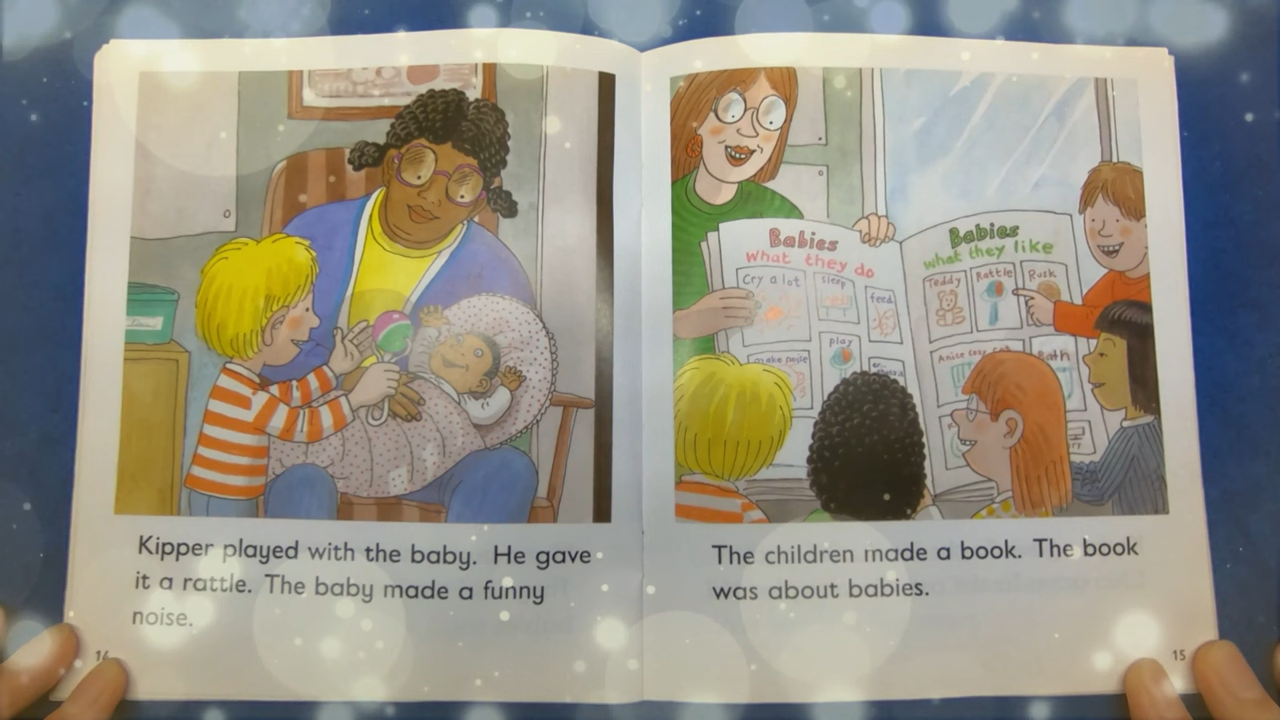 Kipper played with the baby. He gave
it a rattle. The baby made a funny
noise.
Babies
what they do
Cry a lot
sleep
feed
make noise
play
Babies
what they like
Teddy
Rattle
Rusk
A nice
Bath
The children made a book. The book
was about babies.
15